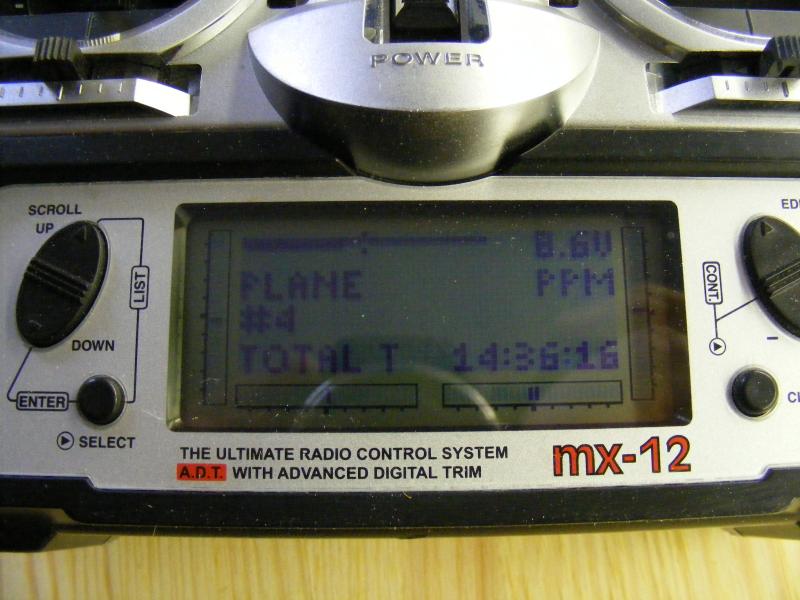 POWER
SCROLL
UP
LIST
DOWN
ENTER
SELECT
8.6V
PLANE PPM
#4
TOTAL T 14:36:16
CONT.
THE ULTIMATE RADIO CONTROL SYSTEM
A.D.T. WITH ADVANCED DIGITAL TRIM
mx-12